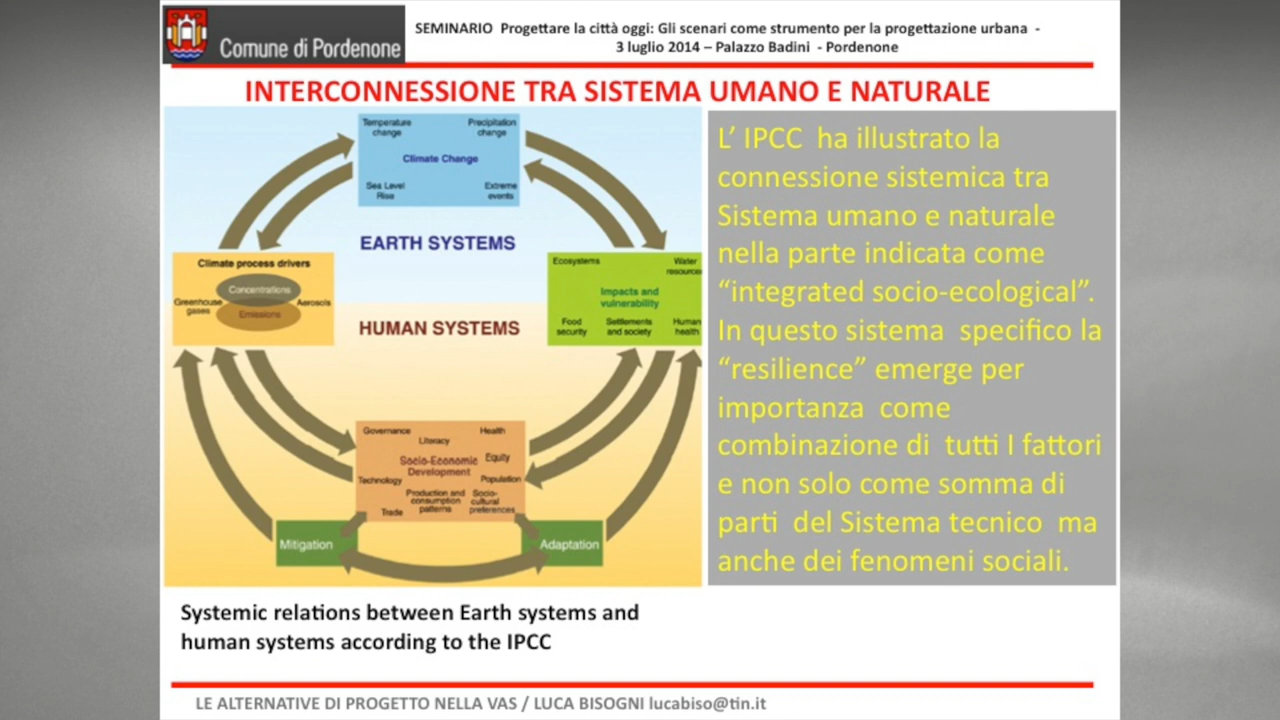 Comune di Pordenone
SEMINARIO Progettare la città oggi: Gli scenari come strumento per la progettazione urbana -
3 luglio 2014 – Palazzo Badini - Pordenone
INTERCONNESSIONE TRA SISTEMA UMANO E NATURALE
Temperature change
Precipitation change
Climate Change
Sea Level Rise
Extreme events
EARTH SYSTEMS
Climate process drivers
Concentrations
Greenhouse gases
Aerosols
Emissions
Ecosystems
Water resources
Impacts and vulnerability
Food security
Settlements and society
Human health
HUMAN SYSTEMS
Governance
Literacy
Health
Socio-Economic Development
Equity
Technology
Population
Production and consumption patterns
Socio-cultural preferences
Trade
Mitigation
Adaptation
L' IPCC ha illustrato la
connessione sistemica tra
Sistema umano e naturale
nella parte indicata come
“integrated socio-ecological”.
In questo sistema specifico la
“resilience” emerge per
importanza come
combinazione di tutti I fattori
e non solo come somma di
parti del Sistema tecnico ma
anche dei fenomeni sociali.
Systemic relations between Earth systems and
human systems according to the IPCC
LE ALTERNATIVE DI PROGETTO NELLA VAS / LUCA BISOGNI lucabiso@tin.it